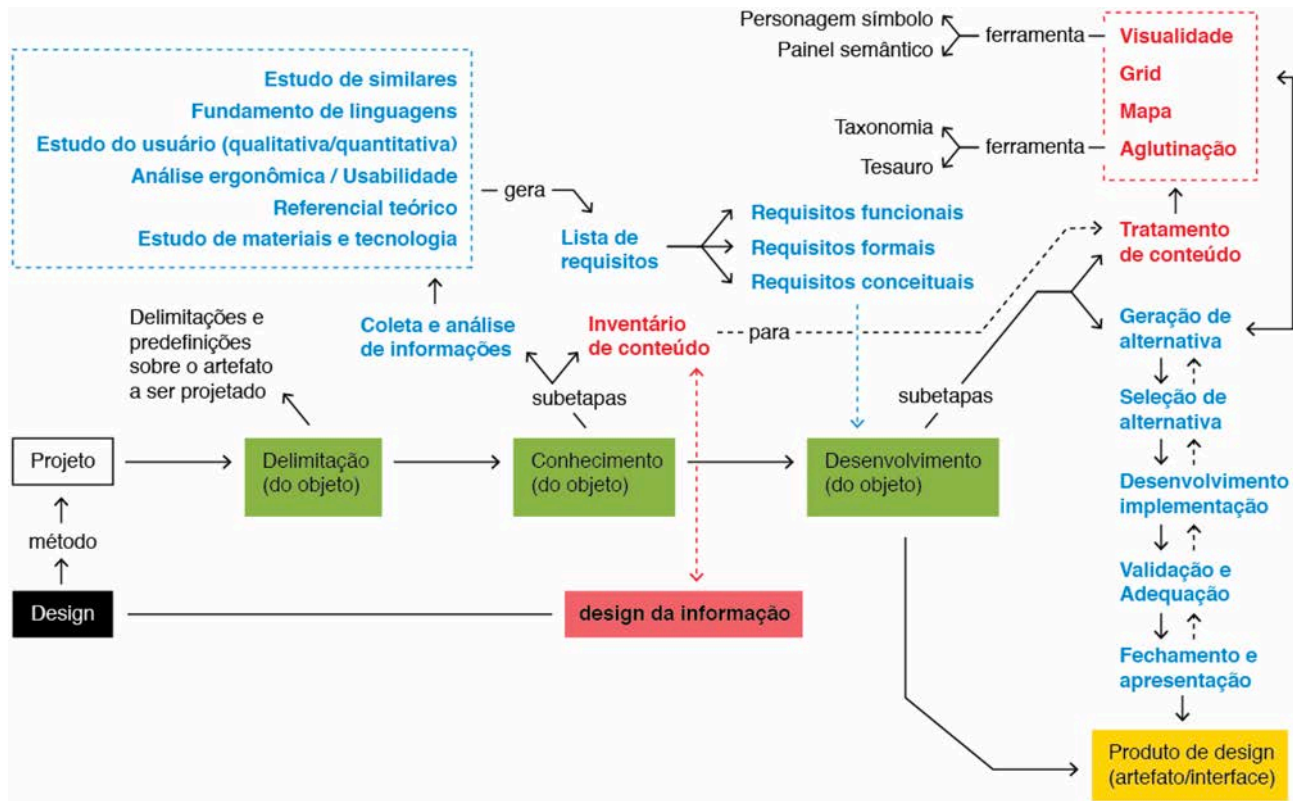 Personagem símbolo
Painel semântico
ferramenta
Visualidade
Grid
Mapa
Aglutinação
Taxonomia
Tesauro
ferramenta
Estudo de similares
Fundamento de linguagens
Estudo do usuário (qualitativa/quantitativa)
Análise ergonômica / Usabilidade
Referencial teórico
Estudo de materiais e tecnologia
gera
Lista de
requisitos
Requisitos funcionais
Requisitos formais
Requisitos conceituais
Tratamento
de conteúdo
Delimitações e
predefinições
sobre o artefato
a ser projetado
Coleta e análise
de informações
Inventário
de conteúdo
para
subetapas
subetapas
Geração de
alternativa
Seleção de
alternativa
Desenvolvimento
implementação
Validação e
Adequação
Fechamento e
apresentação
Projeto
Delimitação
(do objeto)
Conhecimento
(do objeto)
Desenvolvimento
(do objeto)
método
Design
design da informação
Produto de design
(artefato/interface)